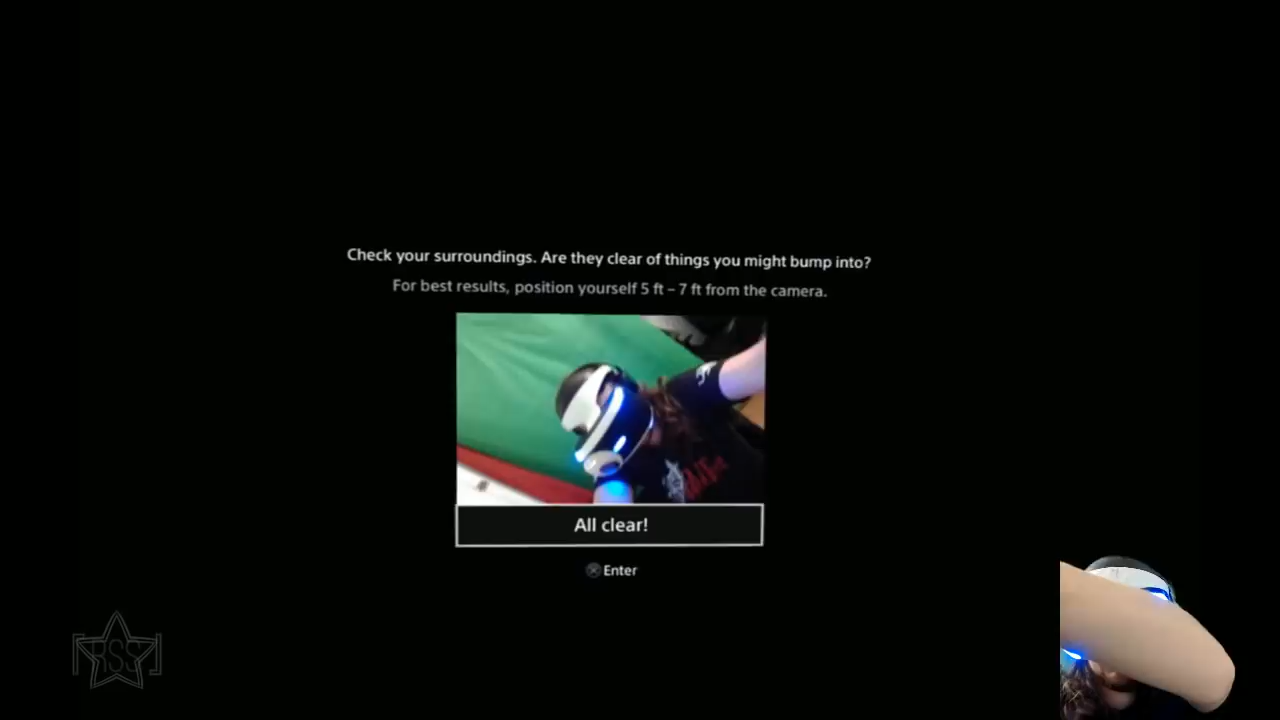 Check your surroundings. Are they clear of things you might bump into?
For best results, position yourself 5 ft – 7 ft from the camera.
All clear!
Enter
RSS